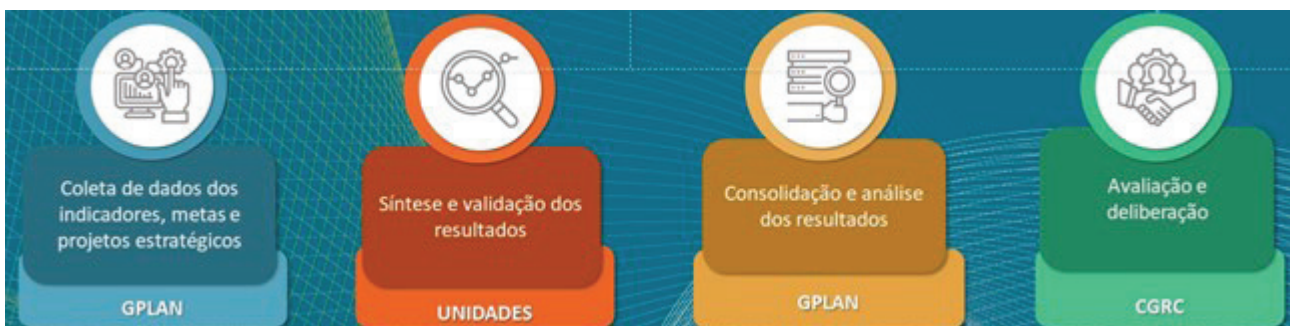 Coleta de dados dos
indicadores, metas e
projetos estratégicos
GPLAN
Síntese e validação dos
resultados
UNIDADES
Consolidação e análise
dos resultados
GPLAN
Avaliação e
deliberação
CGRC